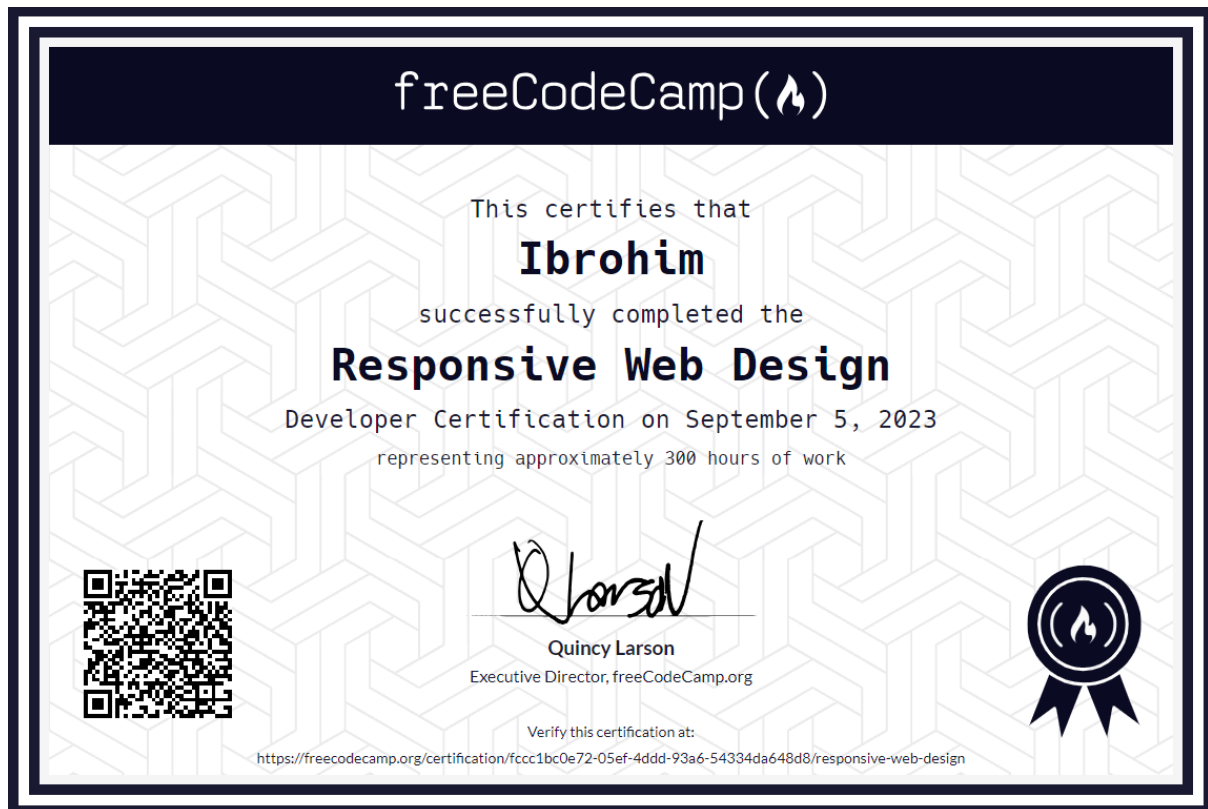 freeCodeCamp
This certifies that
Ibrohim
successfully completed the
Responsive Web Design
Developer Certification on September 5, 2023
representing approximately 300 hours of work
Q Larson
Quincy Larson
Executive Director, freeCodeCamp.org
Verify this certification at:
https://freecodecamp.org/certification/fccc1bc0e72-05ef-4ddd-93a6-54334da648d8/responsive-web-design